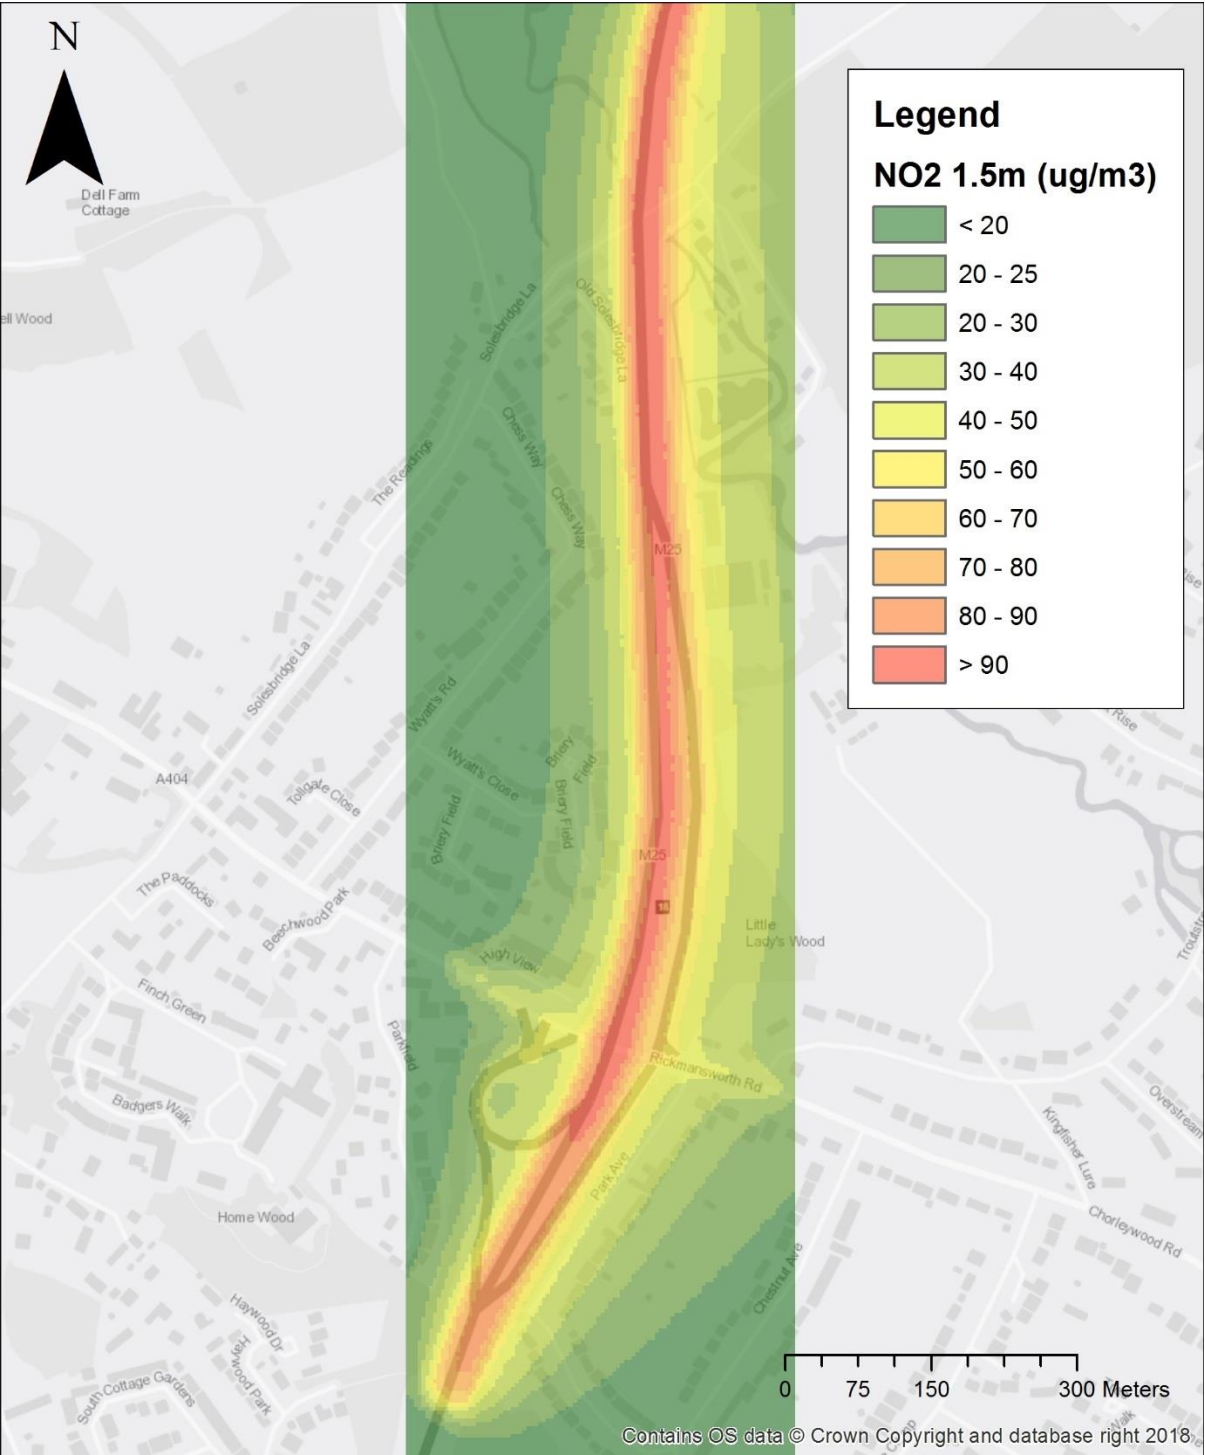 N
Legend
NO2 1.5m (ug/m3)
< 20
20 - 25
20 - 30
30 - 40
40 - 50
50 - 60
60 - 70
70 - 80
80 - 90
> 90
Dell Farm
Cottage
ell Wood
Solesbridge La
Old Solesbridge La
The Readings
Chess Way
Chess Way
M25
Solesbridge La
Wyatt's Rd
Rise
Wyatt's Close
Briery
Field
A404
Tollgate Close
Briery Field
Briery Field
M25
The Paddocks
Beechwood Park
18
Little
Lady's Wood
High View
Finch Green
Parkfield
Rickmansworth Rd
Badgers Walk
Overstream
Kingfisher Lure
Park Ave
Home Wood
Chorleywood Rd
Chestnut Ave
Haywood Dr
Haywood Park
South Cottage Gardens
0 75 150 300 Meters
Walk
Contains OS data © Crown Copyright and database right 2018